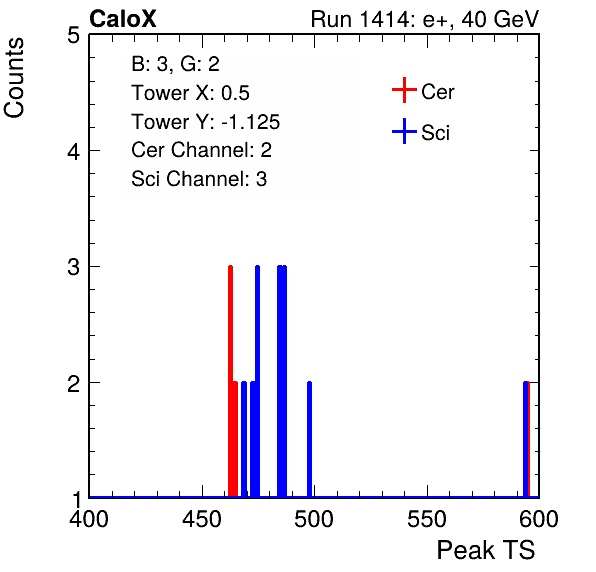 CaloX Run 1414: e+, 40 GeV
Counts
5
B: 3, G: 2
Tower X: 0.5
Tower Y: -1.125
Cer Channel: 2
Sci Channel: 3
Cer
Sci
4
3
2
1
400 450 500 550 600
Peak TS